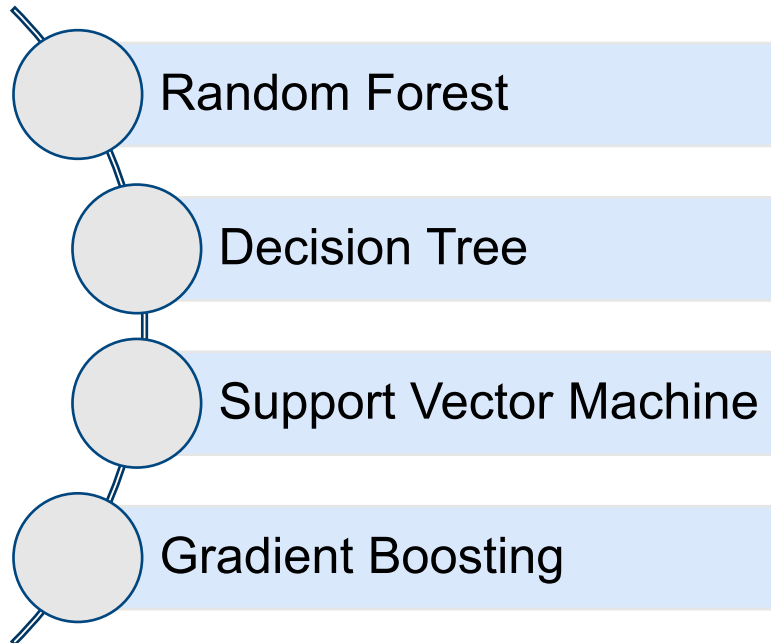 Random Forest
Decision Tree
Support Vector Machine
Gradient Boosting